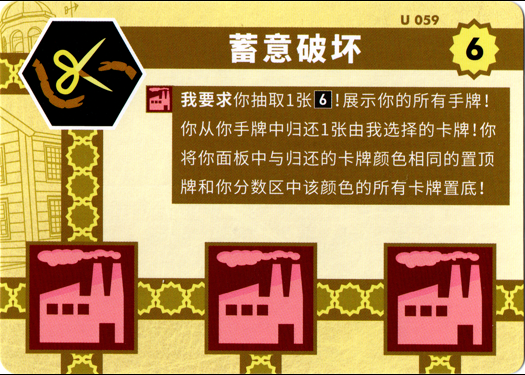 U 059
蓄意破坏
6
我要求你抽取1张6！展示你的所有手牌！
你从你手牌中归还1张由我选择的卡牌！你
将你面板中与归还的卡牌颜色相同的置顶
牌和你分数区中该颜色的所有卡牌置底！